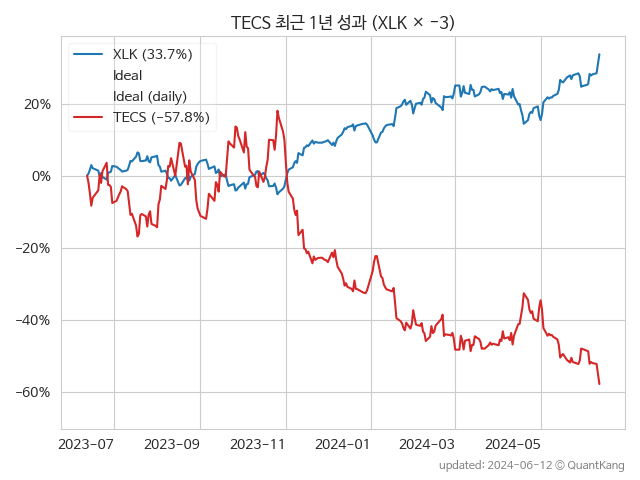 TECS 최근 1년 성과 (XLK × −3)
XLK (33.7%)
Ideal
Ideal (daily)
TECS (−57.8%)
20%
0%
−20%
−40%
−60%
2023−07
2023−09
2023−11
2024−01
2024−03
2024−05
updated: 2024−06−12 © QuantKang